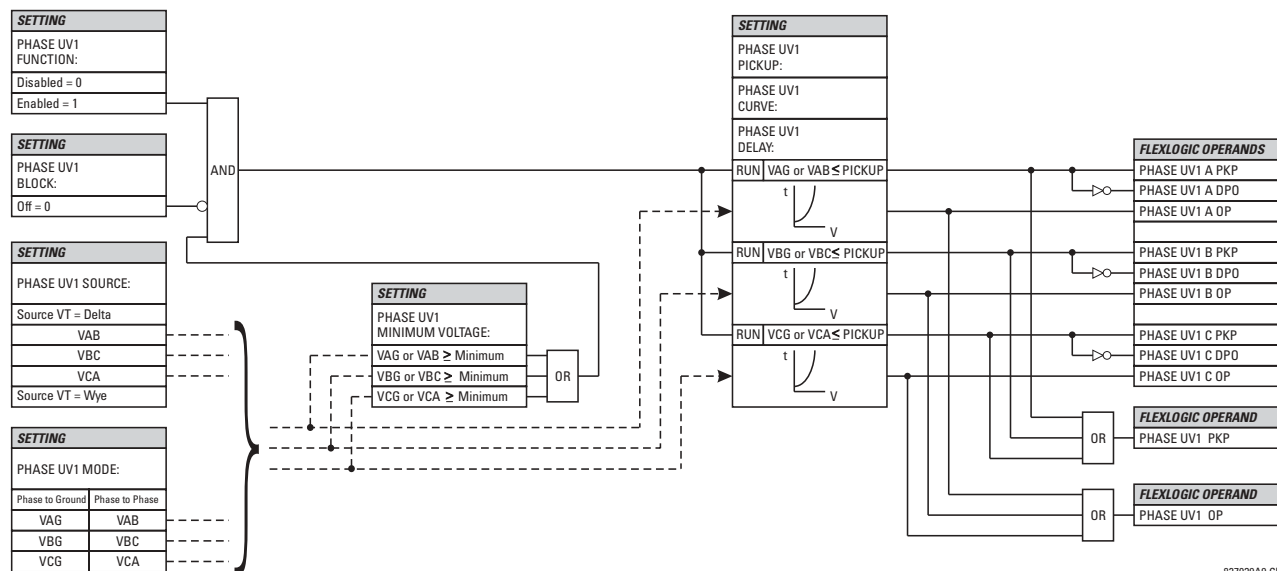 SETTING
PHASE UV1
FUNCTION:
Disabled = 0
Enabled = 1
SETTING
PHASE UV1
BLOCK:
Off = 0
AND
SETTING
PHASE UV1 SOURCE:
Source VT = Delta
VAB
VBC
VCA
Source VT = Wye
SETTING
PHASE UV1 MODE:
Phase to Ground Phase to Phase
VAG VAB
VBG VBC
VCG VCA
SETTING
PHASE UV1
MINIMUM VOLTAGE:
VAG or VAB ≥ Minimum
VBG or VBC ≥ Minimum
VCG or VCA ≥ Minimum
OR
SETTING
PHASE UV1
PICKUP:
PHASE UV1
CURVE:
PHASE UV1
DELAY:
RUN VAG or VAB ≤ PICKUP
t
V
RUN VBG or VBC ≤ PICKUP
t
V
RUN VCG or VCA ≤ PICKUP
t
V
FLEXLOGIC OPERANDS
PHASE UV1 A PKP
PHASE UV1 A DPO
PHASE UV1 A OP
PHASE UV1 B PKP
PHASE UV1 B DPO
PHASE UV1 B OP
PHASE UV1 C PKP
PHASE UV1 C DPO
PHASE UV1 C OP
OR
FLEXLOGIC OPERAND
PHASE UV1 PKP
OR
FLEXLOGIC OPERAND
PHASE UV1 OP